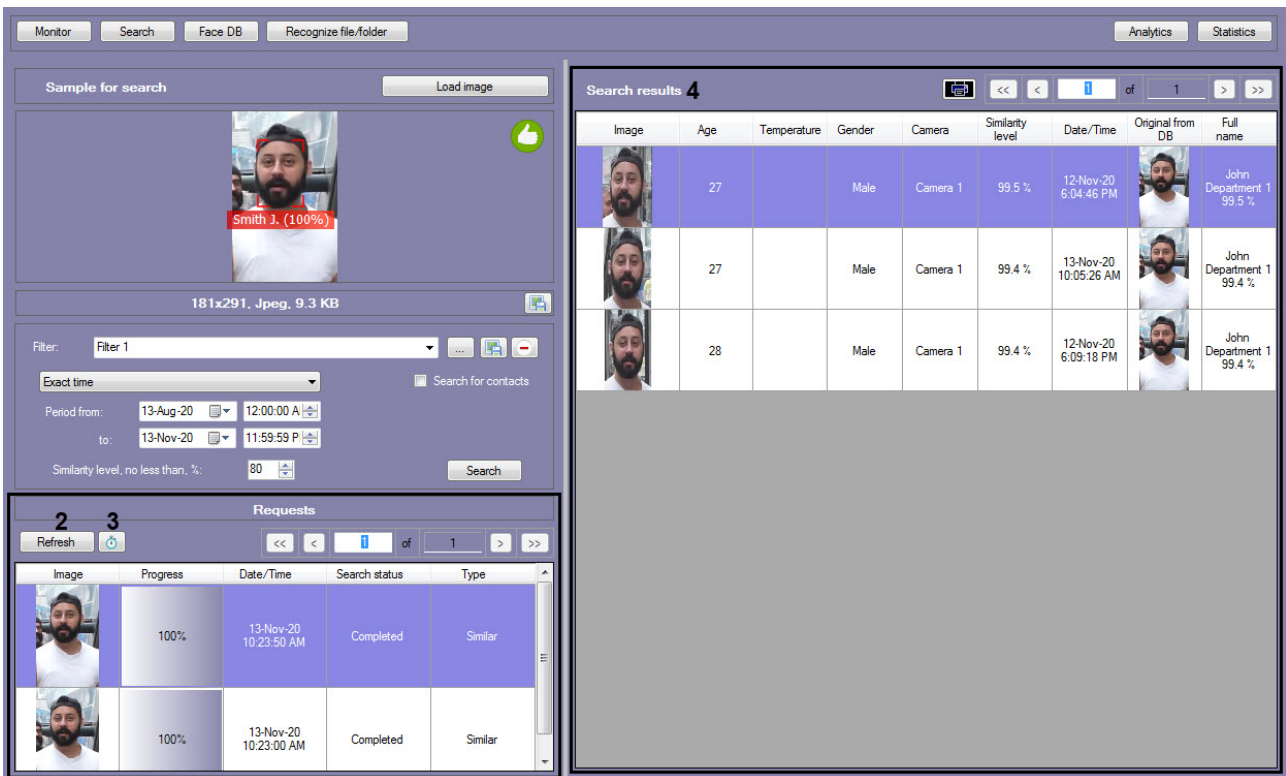 Monitor Search Face DB Recognize file/folder Analytics Statistics
Sample for search Load image
Smith J. (100%)
181x291, Jpeg, 9.3 KB
Filter: Filter 1 ...
Exact time Search for contacts
Period from: 13-Aug-20 12:00:00 A
to: 13-Nov-20 11:59:59 P
Similarity level, no less than, %: 80 Search
Requests
2 3
Refresh << < 1 of 1 > >>
Image Progress Date/Time Search status Type
100% 13-Nov-20 10:23:50 AM Completed Similar
100% 13-Nov-20 10:23:00 AM Completed Similar
Search results 4 << < 1 of 1 > >>
Image Age Temperature Gender Camera Similarity level Date/Time Original from DB Full name
27 Male Camera 1 99.5 % 12-Nov-20 6:04:46 PM John Department 1 99.5 %
27 Male Camera 1 99.4 % 13-Nov-20 10:05:26 AM John Department 1 99.4 %
28 Male Camera 1 99.4 % 12-Nov-20 6:09:18 PM John Department 1 99.4 %